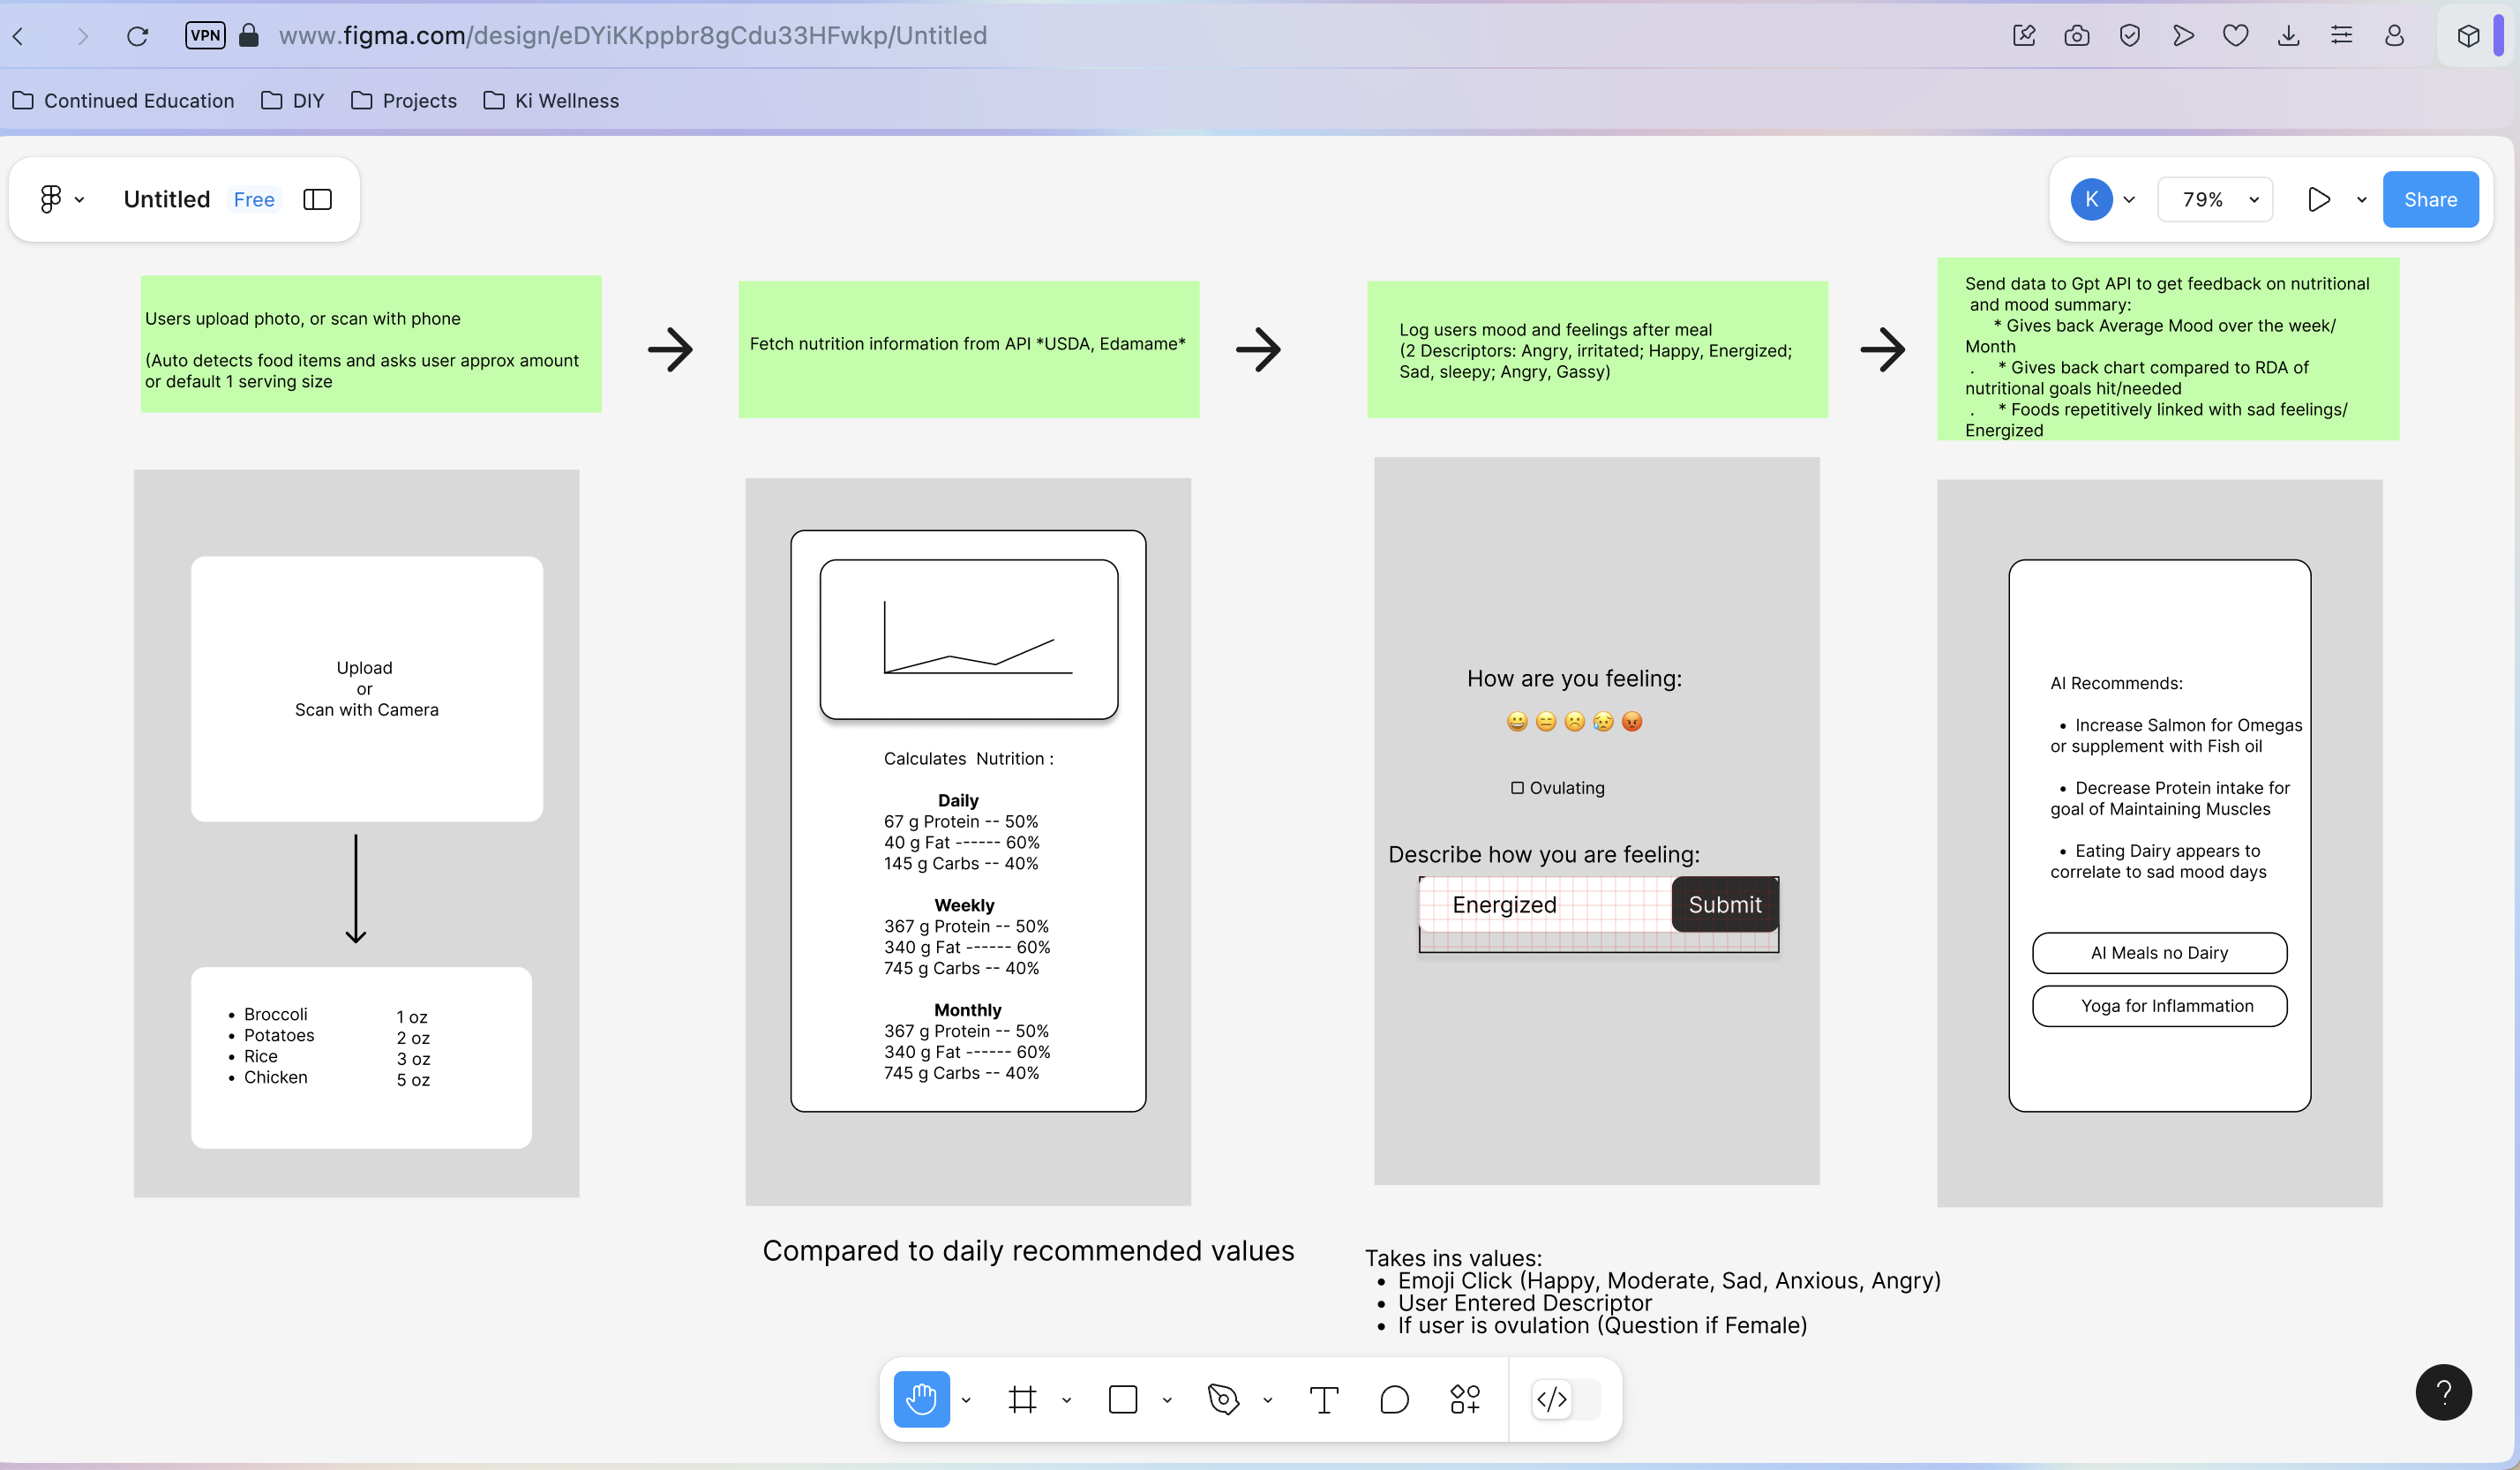 VPN
www.figma.com/design/eDYiKKppbr8gCdu33HFwkp/Untitled
Continued Education
DIY
Projects
Ki Wellness
Untitled
Free
K
79%
Share
Users upload photo, or scan with phone
(Auto detects food items and asks user approx amount
or default 1 serving size
Fetch nutrition information from API *USDA, Edamame*
Log users mood and feelings after meal
(2 Descriptors: Angry, irritated; Happy, Energized;
Sad, sleepy; Angry, Gassy)
Send data to Gpt API to get feedback on nutritional
and mood summary:
* Gives back Average Mood over the week/
Month
. * Gives back chart compared to RDA of
nutritional goals hit/needed
. * Foods repetitively linked with sad feelings/
Energized
Upload
or
Scan with Camera
• Broccoli 1 oz
• Potatoes 2 oz
• Rice 3 oz
• Chicken 5 oz
Calculates Nutrition :
Daily
67 g Protein -- 50%
40 g Fat ------ 60%
145 g Carbs -- 40%
Weekly
367 g Protein -- 50%
340 g Fat ------ 60%
745 g Carbs -- 40%
Monthly
367 g Protein -- 50%
340 g Fat ------ 60%
745 g Carbs -- 40%
Compared to daily recommended values
How are you feeling:
😀 😑 ☹️ 😥 😡
Ovulating
Describe how you are feeling:
Energized
Submit
Takes ins values:
• Emoji Click (Happy, Moderate, Sad, Anxious, Angry)
• User Entered Descriptor
• If user is ovulation (Question if Female)
AI Recommends:
• Increase Salmon for Omegas
or supplement with Fish oil
• Decrease Protein intake for
goal of Maintaining Muscles
• Eating Dairy appears to
correlate to sad mood days
AI Meals no Dairy
Yoga for Inflammation
?